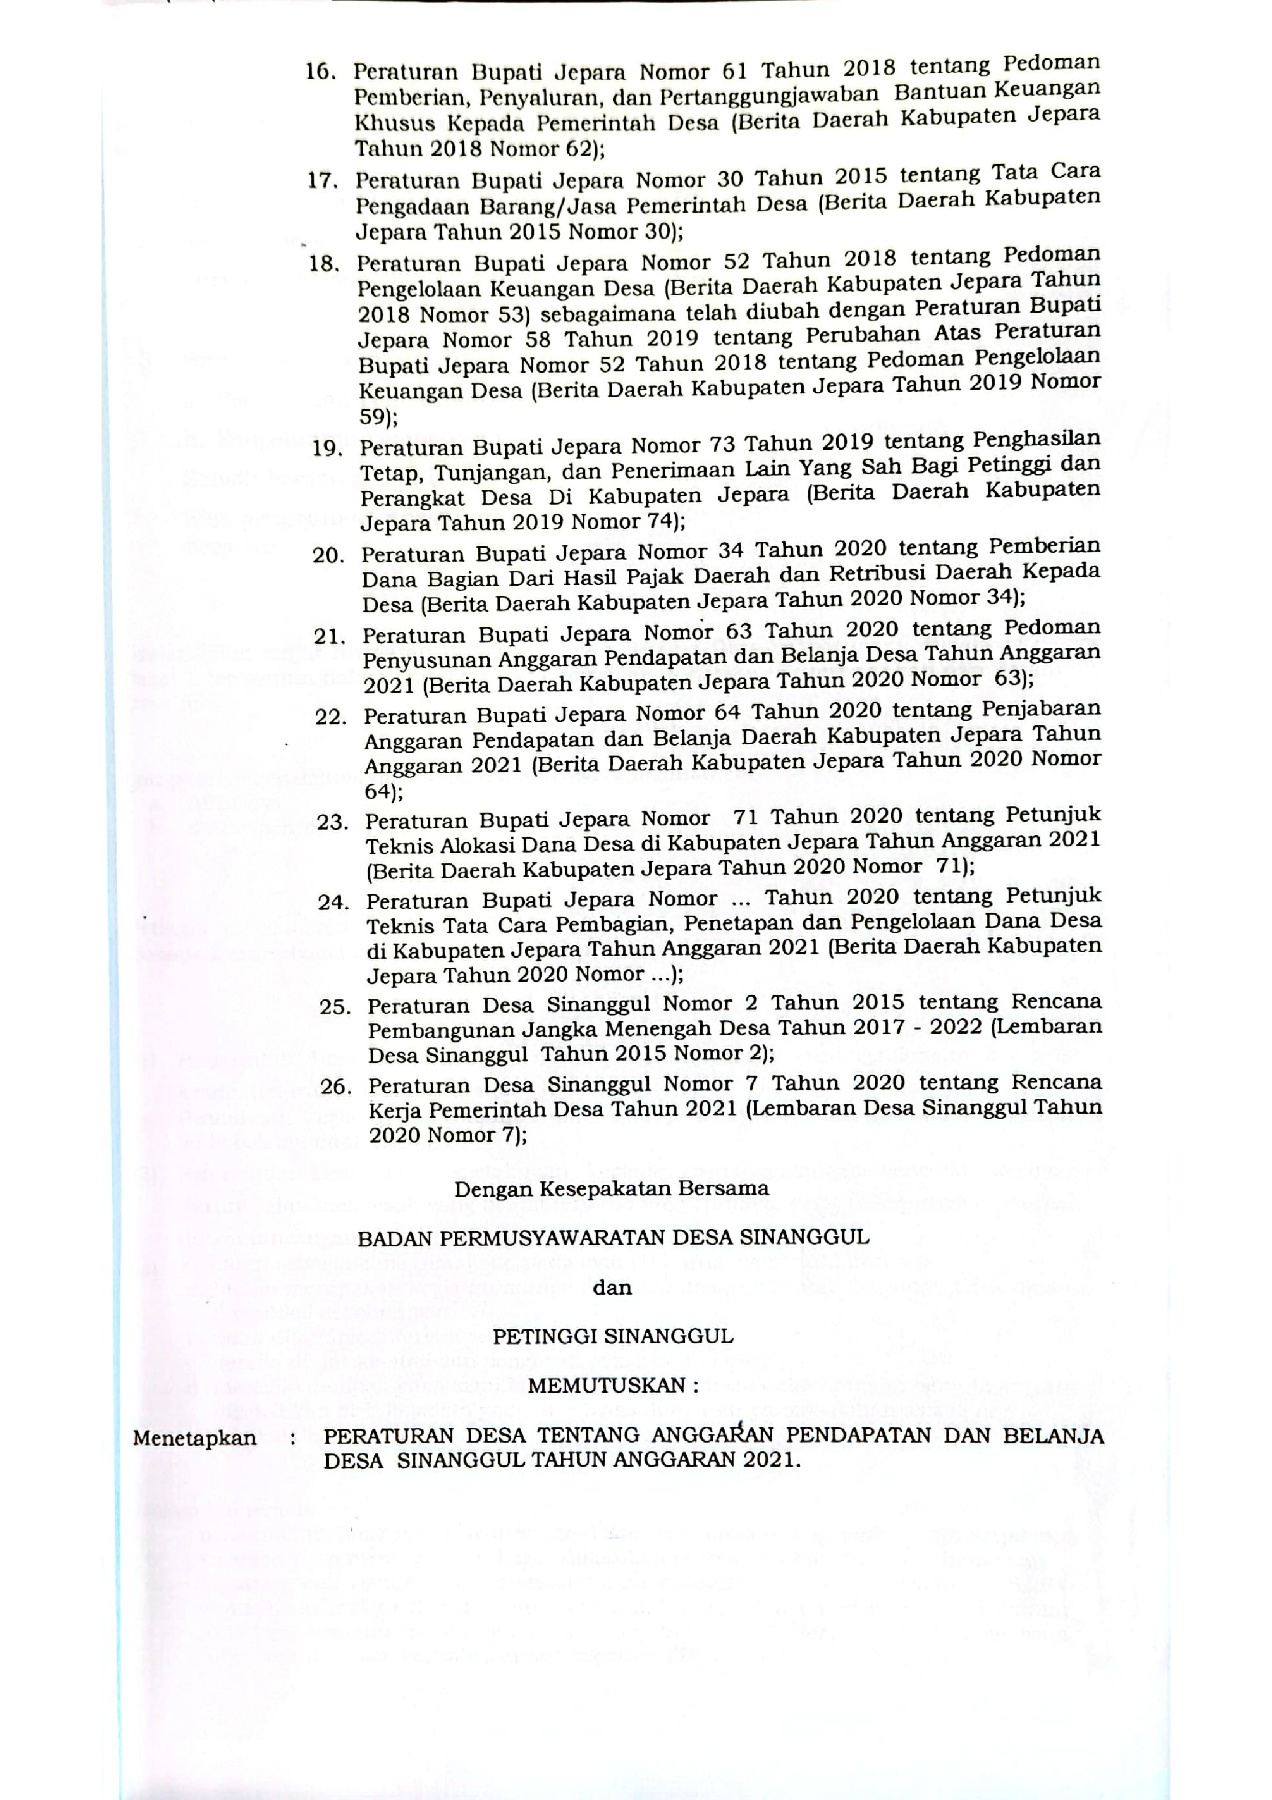 16. Peraturan Bupati Jepara Nomor 61 Tahun 2018 tentang Pedoman
Pemberian, Penyaluran, dan Pertanggungjawaban Bantuan Keuangan
Khusus Kepada Pemerintah Desa (Berita Daerah Kabupaten Jepara
Tahun 2018 Nomor 62);
17. Peraturan Bupati Jepara Nomor 30 Tahun 2015 tentang Tata Cara
Pengadaan Barang/Jasa Pemerintah Desa (Berita Daerah Kabupaten
Jepara Tahun 2015 Nomor 30);
18. Peraturan Bupati Jepara Nomor 52 Tahun 2018 tentang Pedoman
Pengelolaan Keuangan Desa (Berita Daerah Kabupaten Jepara Tahun
2018 Nomor 53) sebagaimana telah diubah dengan Peraturan Bupati
Jepara Nomor 58 Tahun 2019 tentang Perubahan Atas Peraturan
Bupati Jepara Nomor 52 Tahun 2018 tentang Pedoman Pengelolaan
Keuangan Desa (Berita Daerah Kabupaten Jepara Tahun 2019 Nomor
59);
19. Peraturan Bupati Jepara Nomor 73 Tahun 2019 tentang Penghasilan
Tetap, Tunjangan, dan Penerimaan Lain Yang Sah Bagi Petinggi dan
Perangkat Desa Di Kabupaten Jepara (Berita Daerah Kabupaten
Jepara Tahun 2019 Nomor 74);
20. Peraturan Bupati Jepara Nomor 34 Tahun 2020 tentang Pemberian
Dana Bagian Dari Hasil Pajak Daerah dan Retribusi Daerah Kepada
Desa (Berita Daerah Kabupaten Jepara Tahun 2020 Nomor 34);
21. Peraturan Bupati Jepara Nomor 63 Tahun 2020 tentang Pedoman
Penyusunan Anggaran Pendapatan dan Belanja Desa Tahun Anggaran
2021 (Berita Daerah Kabupaten Jepara Tahun 2020 Nomor 63);
22. Peraturan Bupati Jepara Nomor 64 Tahun 2020 tentang Penjabaran
Anggaran Pendapatan dan Belanja Daerah Kabupaten Jepara Tahun
Anggaran 2021 (Berita Daerah Kabupaten Jepara Tahun 2020 Nomor
64);
23. Peraturan Bupati Jepara Nomor 71 Tahun 2020 tentang Petunjuk
Teknis Alokasi Dana Desa di Kabupaten Jepara Tahun Anggaran 2021
(Berita Daerah Kabupaten Jepara Tahun 2020 Nomor 71);
24. Peraturan Bupati Jepara Nomor ... Tahun 2020 tentang Petunjuk
Teknis Tata Cara Pembagian, Penetapan dan Pengelolaan Dana Desa
di Kabupaten Jepara Tahun Anggaran 2021 (Berita Daerah Kabupaten
Jepara Tahun 2020 Nomor ...);
25. Peraturan Desa Sinanggul Nomor 2 Tahun 2015 tentang Rencana
Pembangunan Jangka Menengah Desa Tahun 2017 - 2022 (Lembaran
Desa Sinanggul Tahun 2015 Nomor 2);
26. Peraturan Desa Sinanggul Nomor 7 Tahun 2020 tentang Rencana
Kerja Pemerintah Desa Tahun 2021 (Lembaran Desa Sinanggul Tahun
2020 Nomor 7);
Dengan Kesepakatan Bersama
BADAN PERMUSYAWARATAN DESA SINANGGUL
dan
PETINGGI SINANGGUL
MEMUTUSKAN :
Menetapkan : PERATURAN DESA TENTANG ANGGARAN PENDAPATAN DAN BELANJA
DESA SINANGGUL TAHUN ANGGARAN 2021.